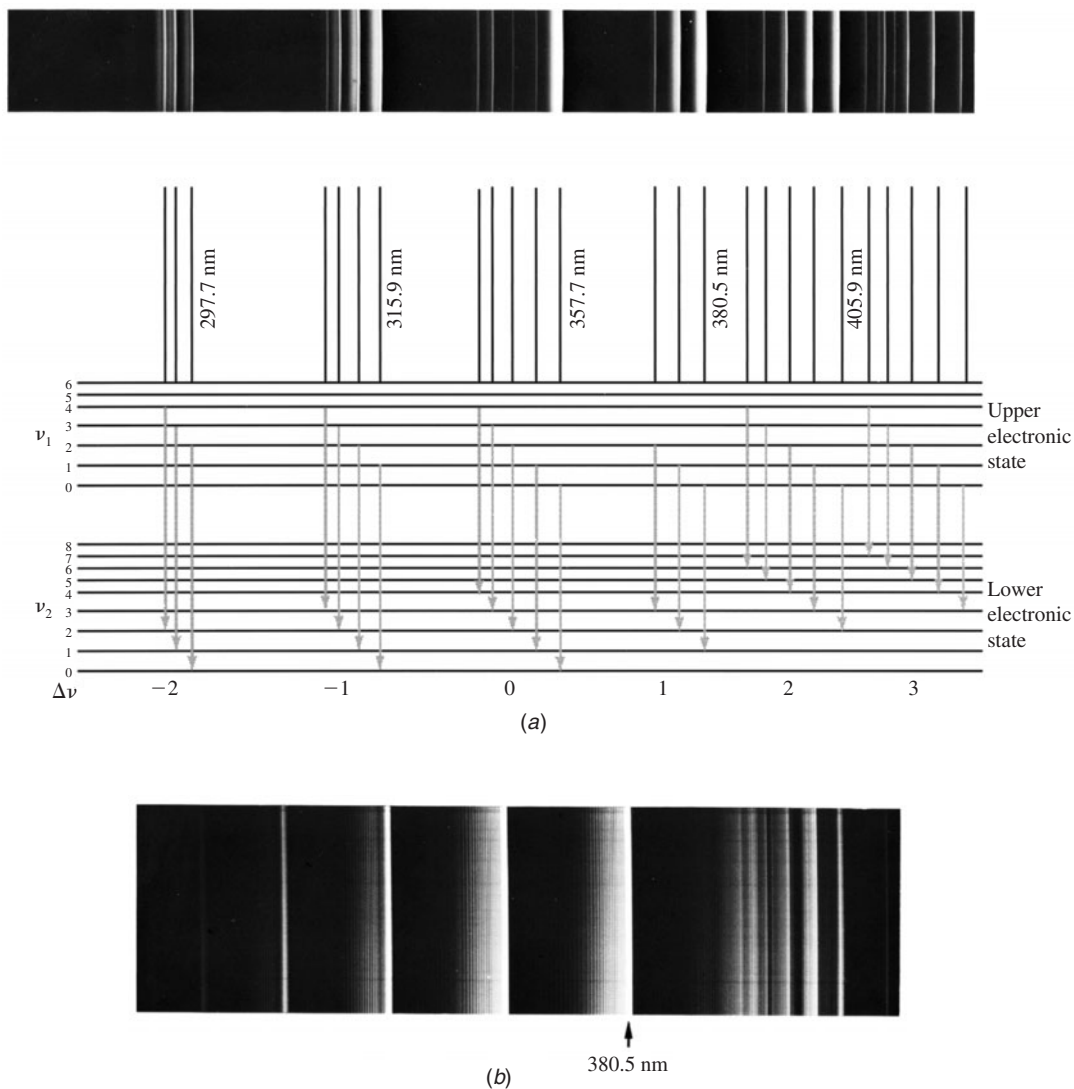 297.7 nm
315.9 nm
357.7 nm
380.5 nm
405.9 nm
6
5
4
3
2
1
0
ν1
Upper
electronic
state
8
7
6
5
4
3
2
1
0
ν2
Lower
electronic
state
Δν
−2 −1 0 1 2 3
(a)
380.5 nm
(b)